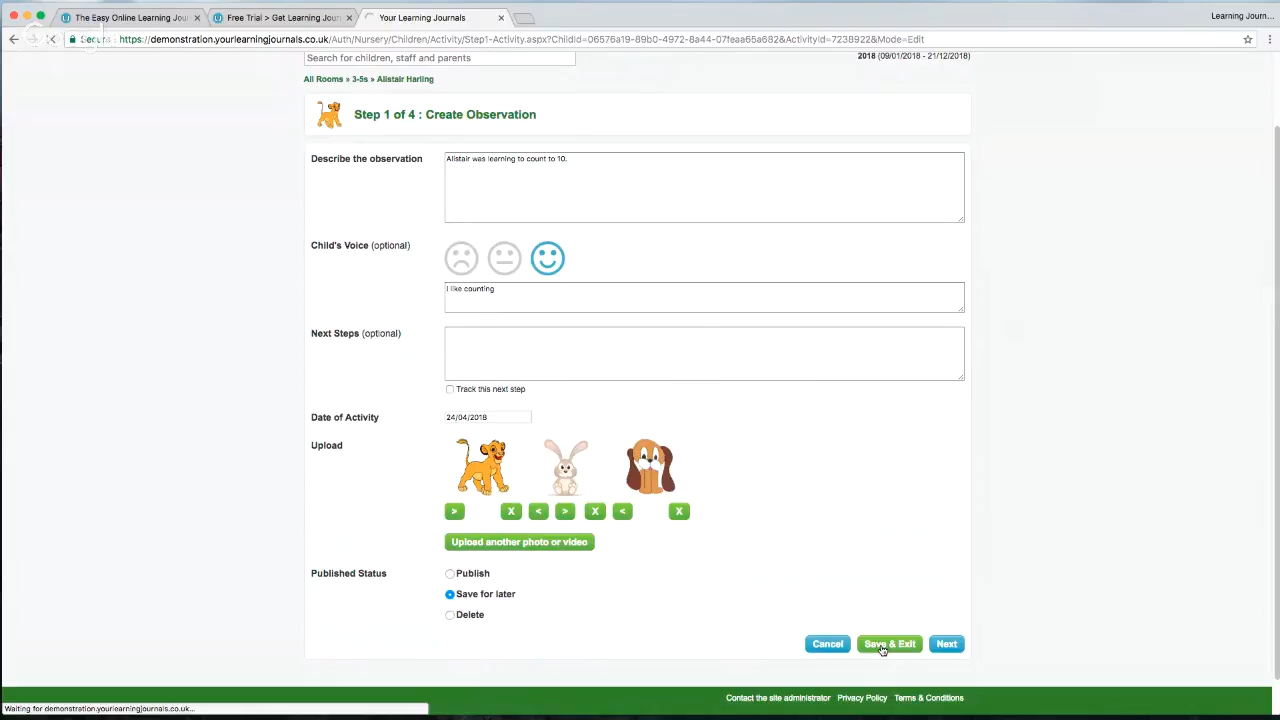 The Easy Online Learning Jou
Free Trial > Get Learning Jour
Your Learning Journals
Learning Journ...
Secure https://demonstration.yourlearningjournals.co.uk/Auth/Nursery/Children/Activity/Step1-Activity.aspx?ChildId=06576a19-89b0-4972-8a44-07feaa65a682&ActivityId=7238922&Mode=Edit
Search for children, staff and parents
2018 (09/01/2018 - 21/12/2018)
All Rooms » 3-5s » Alistair Harling
Step 1 of 4 : Create Observation
Describe the observation
Alistair was learning to count to 10.
Child's Voice (optional)
I like counting
Next Steps (optional)
Track this next step
Date of Activity
24/04/2018
Upload
> X < > X < X
Upload another photo or video
Published Status
Publish
Save for later
Delete
Cancel Save & Exit Next
Contact the site administrator Privacy Policy Terms & Conditions
Waiting for demonstration.yourlearningjournals.co.uk...